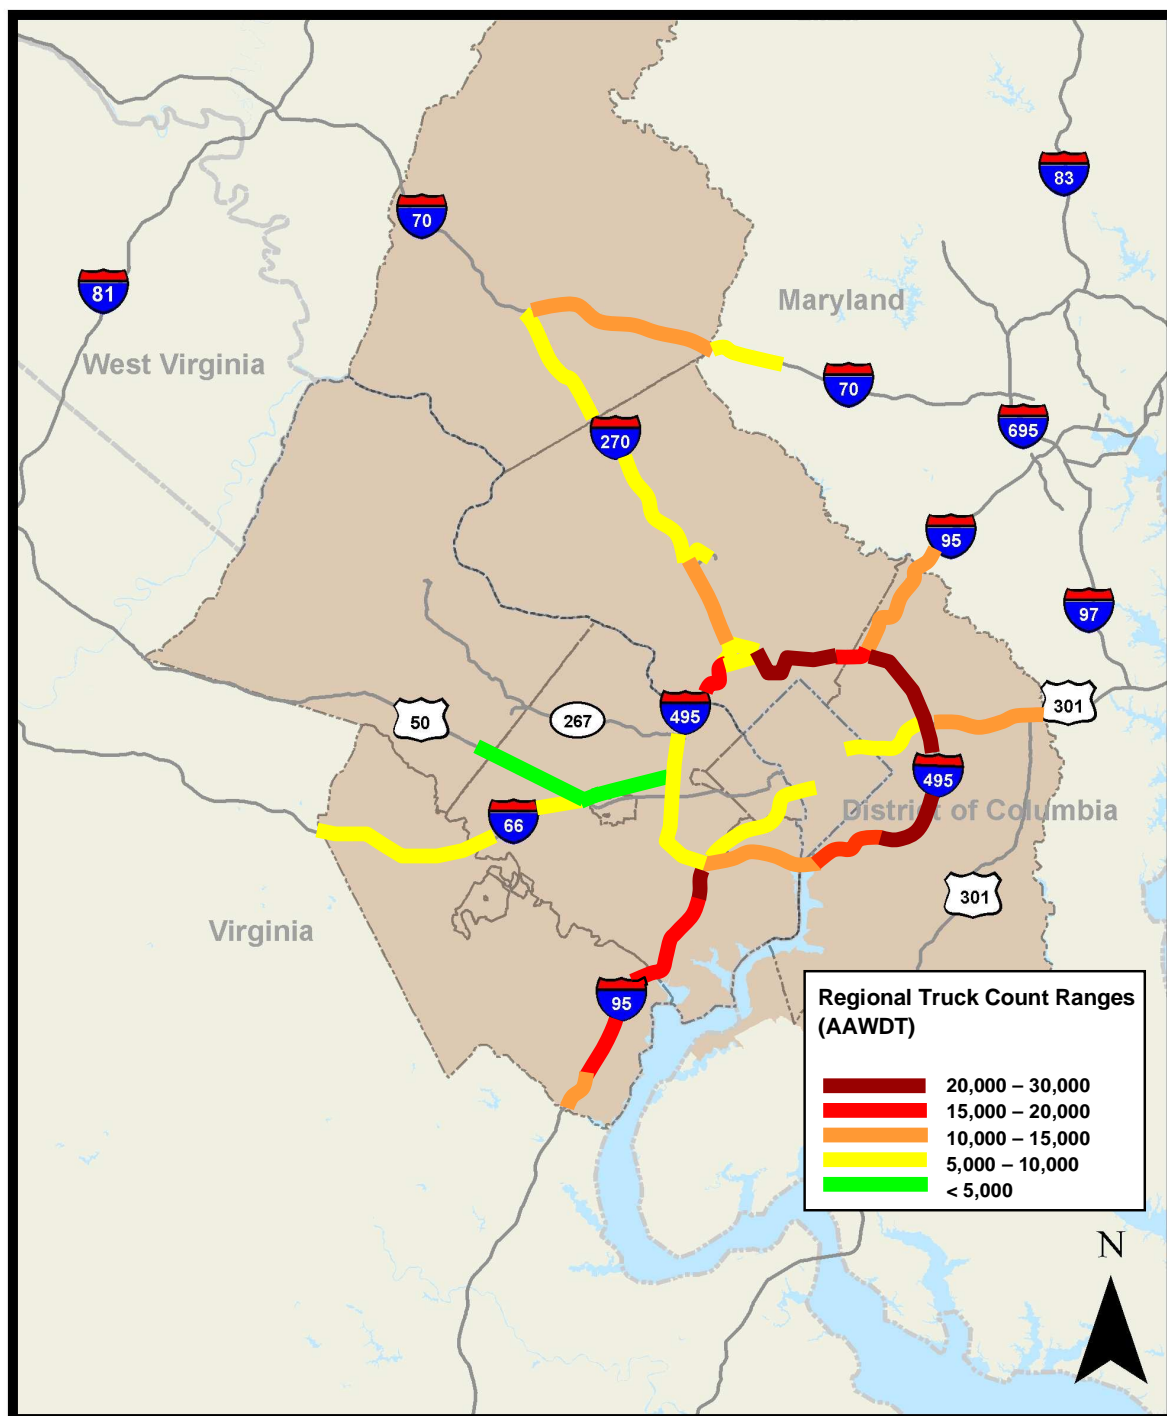 83
70
81
Maryland
West Virginia
70
270
695
95
97
301
50
267
495
495
66
District of Columbia
301
Virginia
95
Regional Truck Count Ranges
(AAWDT)
20,000 – 30,000
15,000 – 20,000
10,000 – 15,000
5,000 – 10,000
< 5,000
N